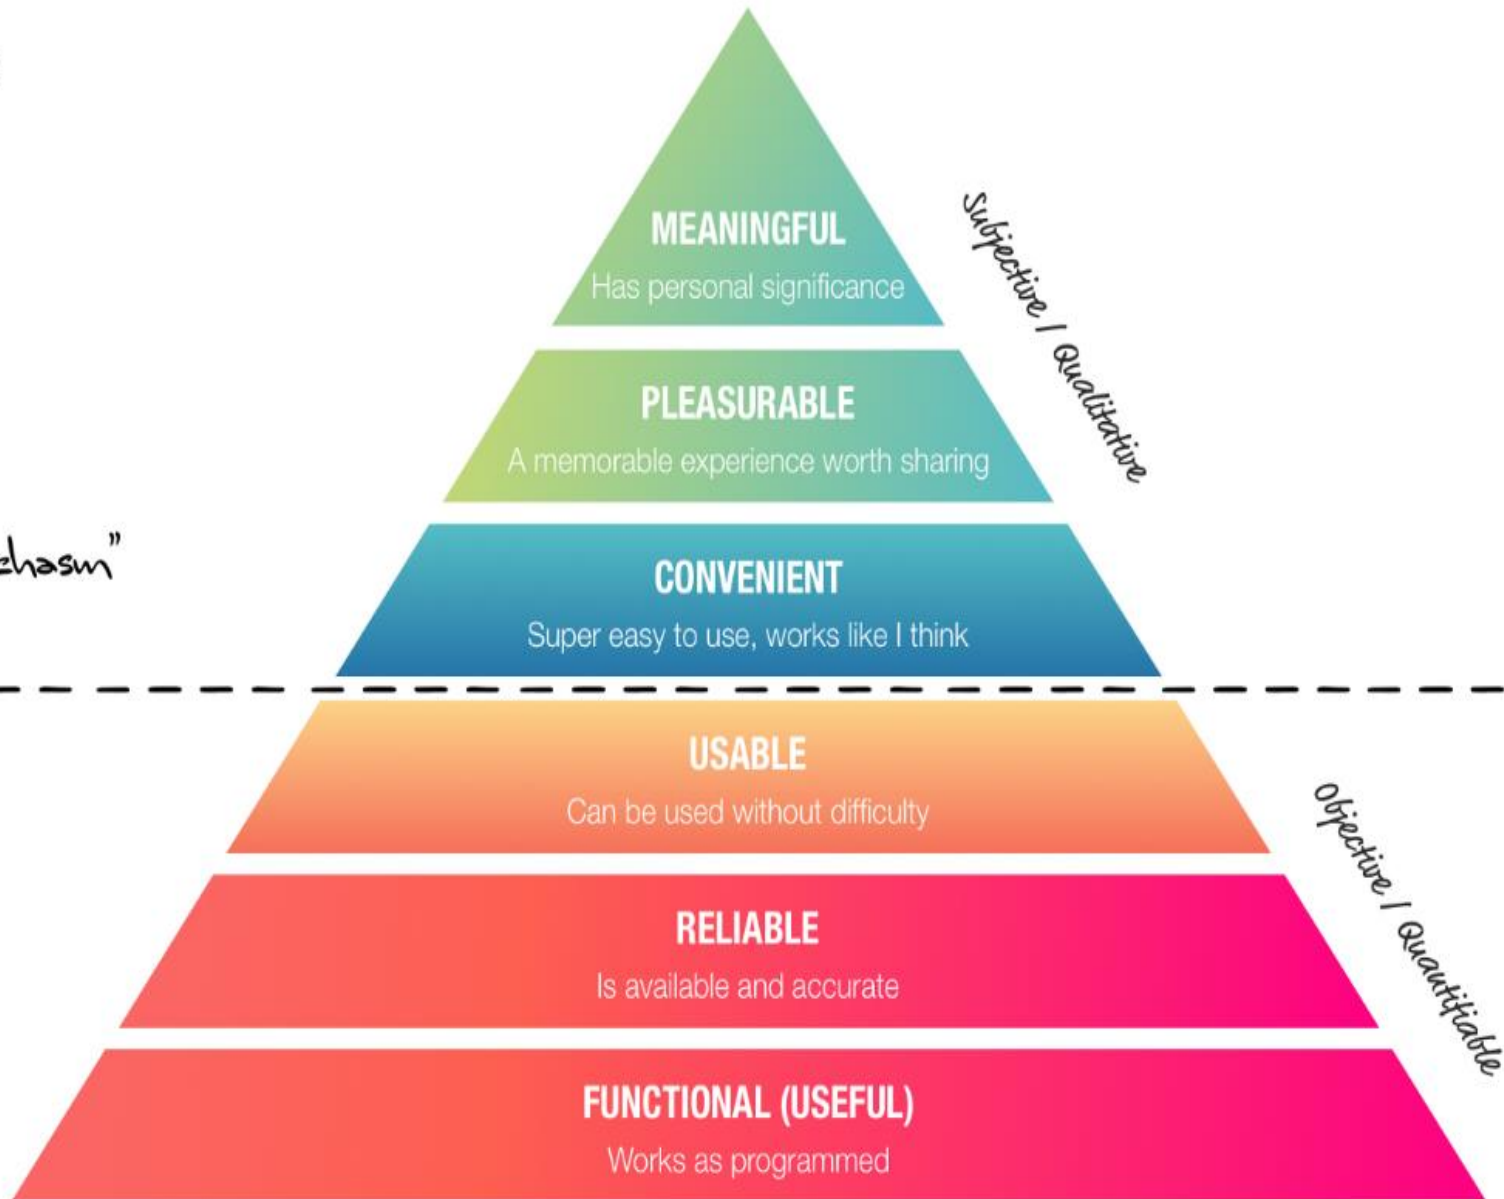 MEANINGFUL
Has personal significance
Subjective / Qualitative
PLEASURABLE
A memorable experience worth sharing
chasm”
CONVENIENT
Super easy to use, works like I think
USABLE
Can be used without difficulty
Objective / Quantifiable
RELIABLE
Is available and accurate
FUNCTIONAL (USEFUL)
Works as programmed